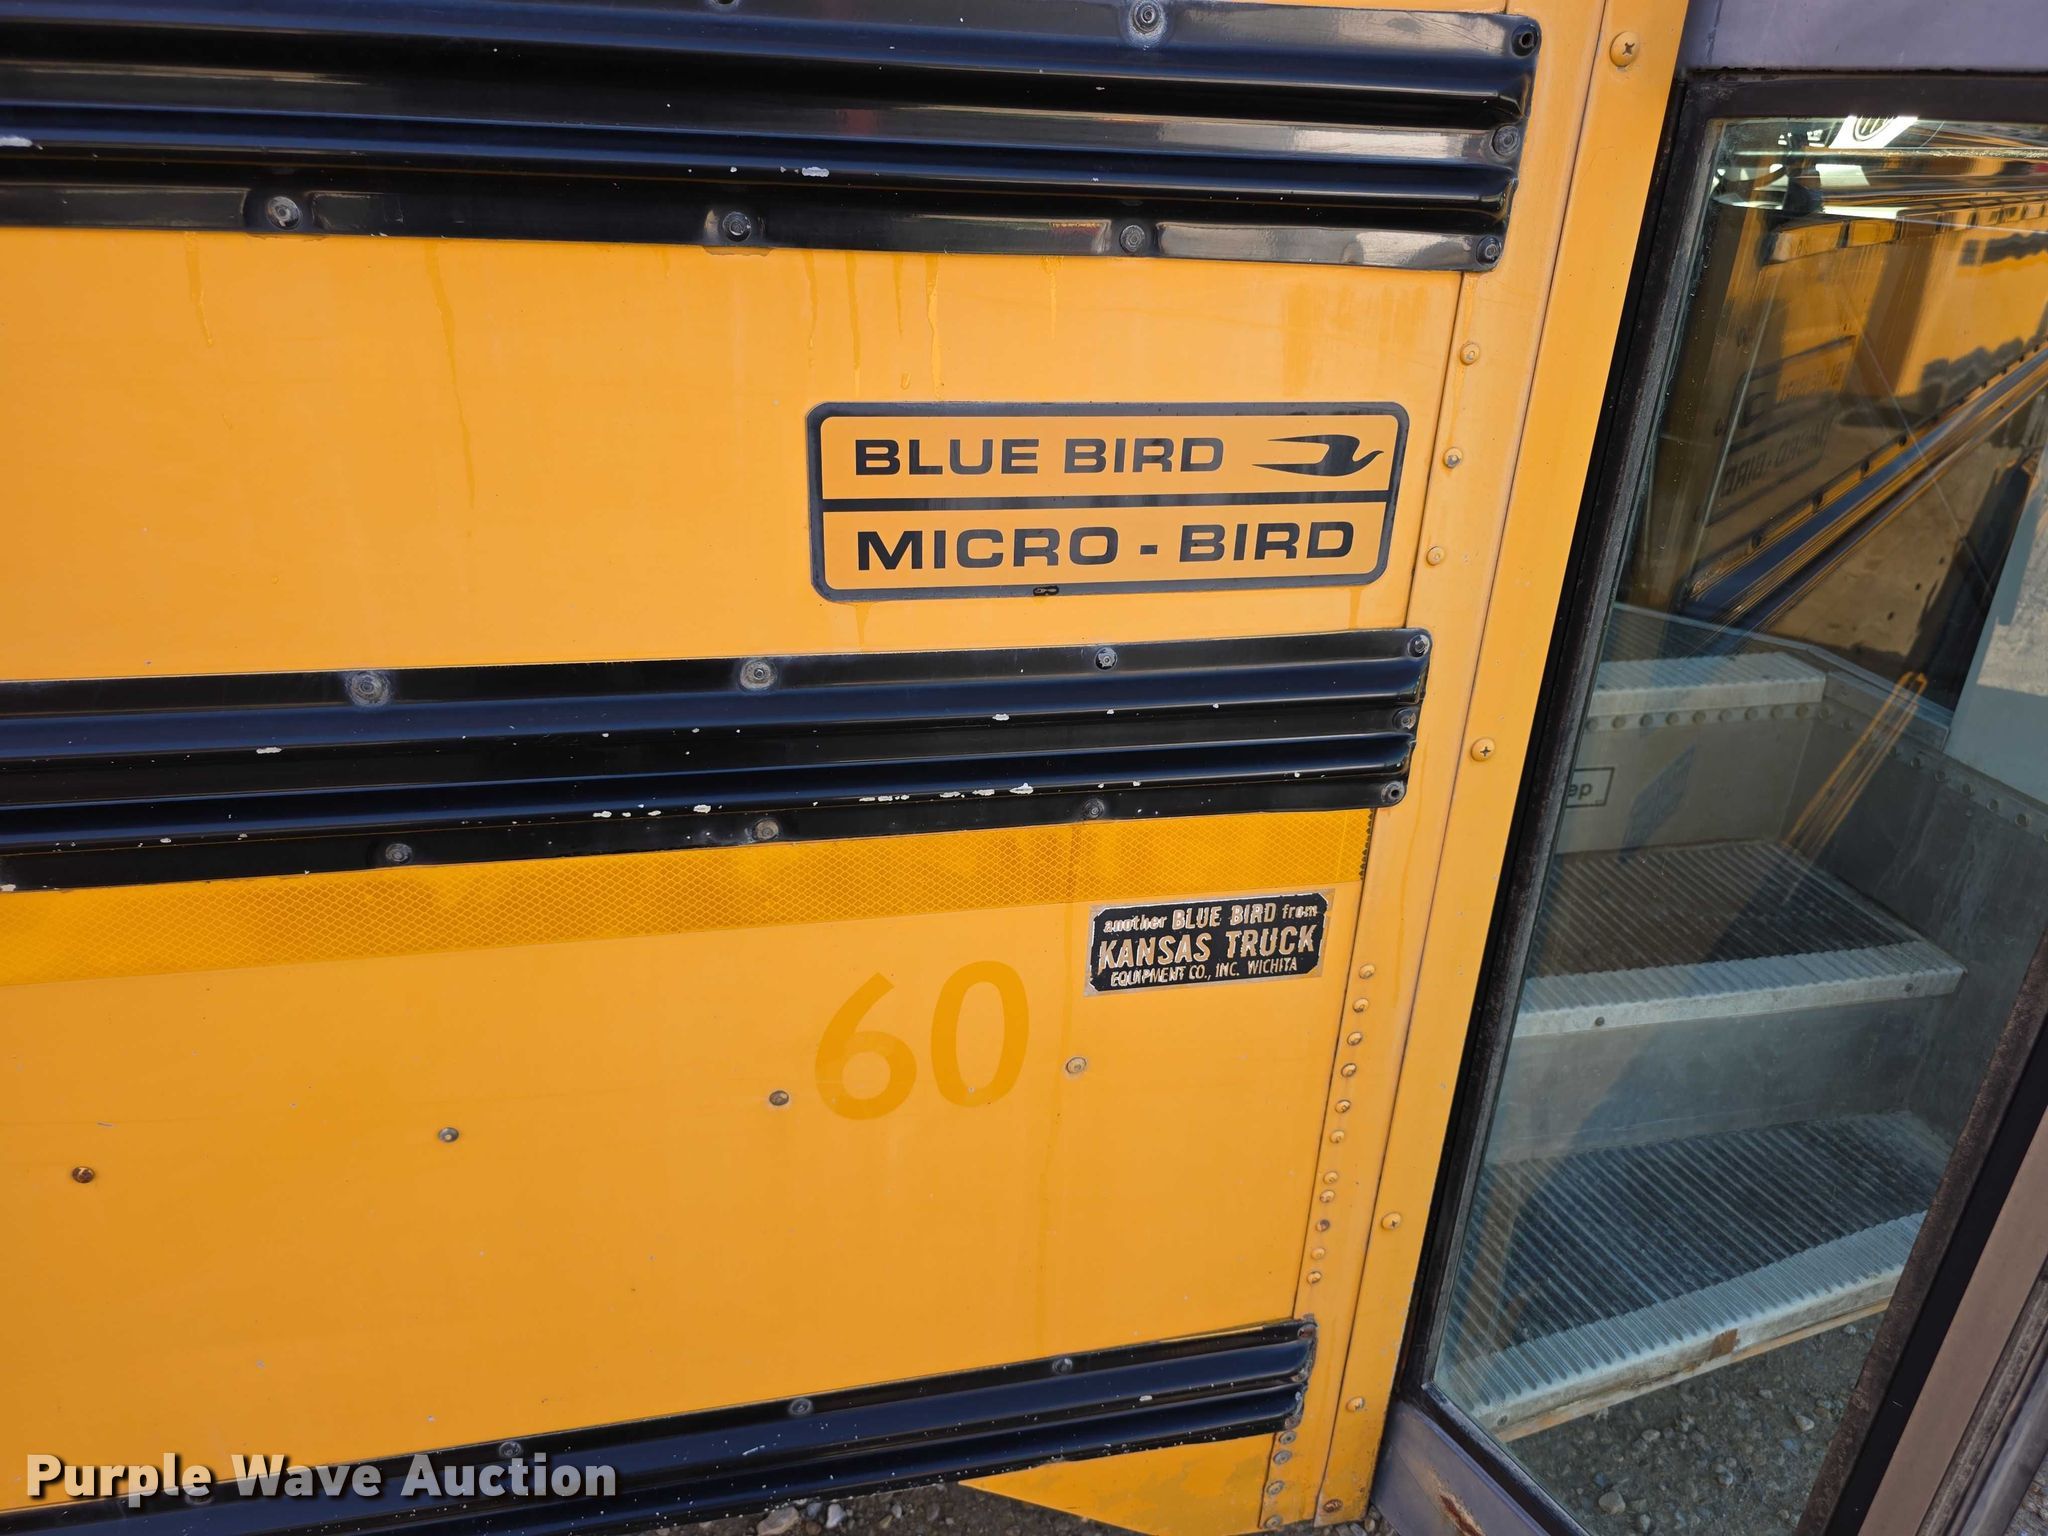 BLUE BIRD
MICRO - BIRD
another BLUE BIRD from
KANSAS TRUCK
EQUIPMENT CO., INC. WICHITA
60
Purple Wave Auction